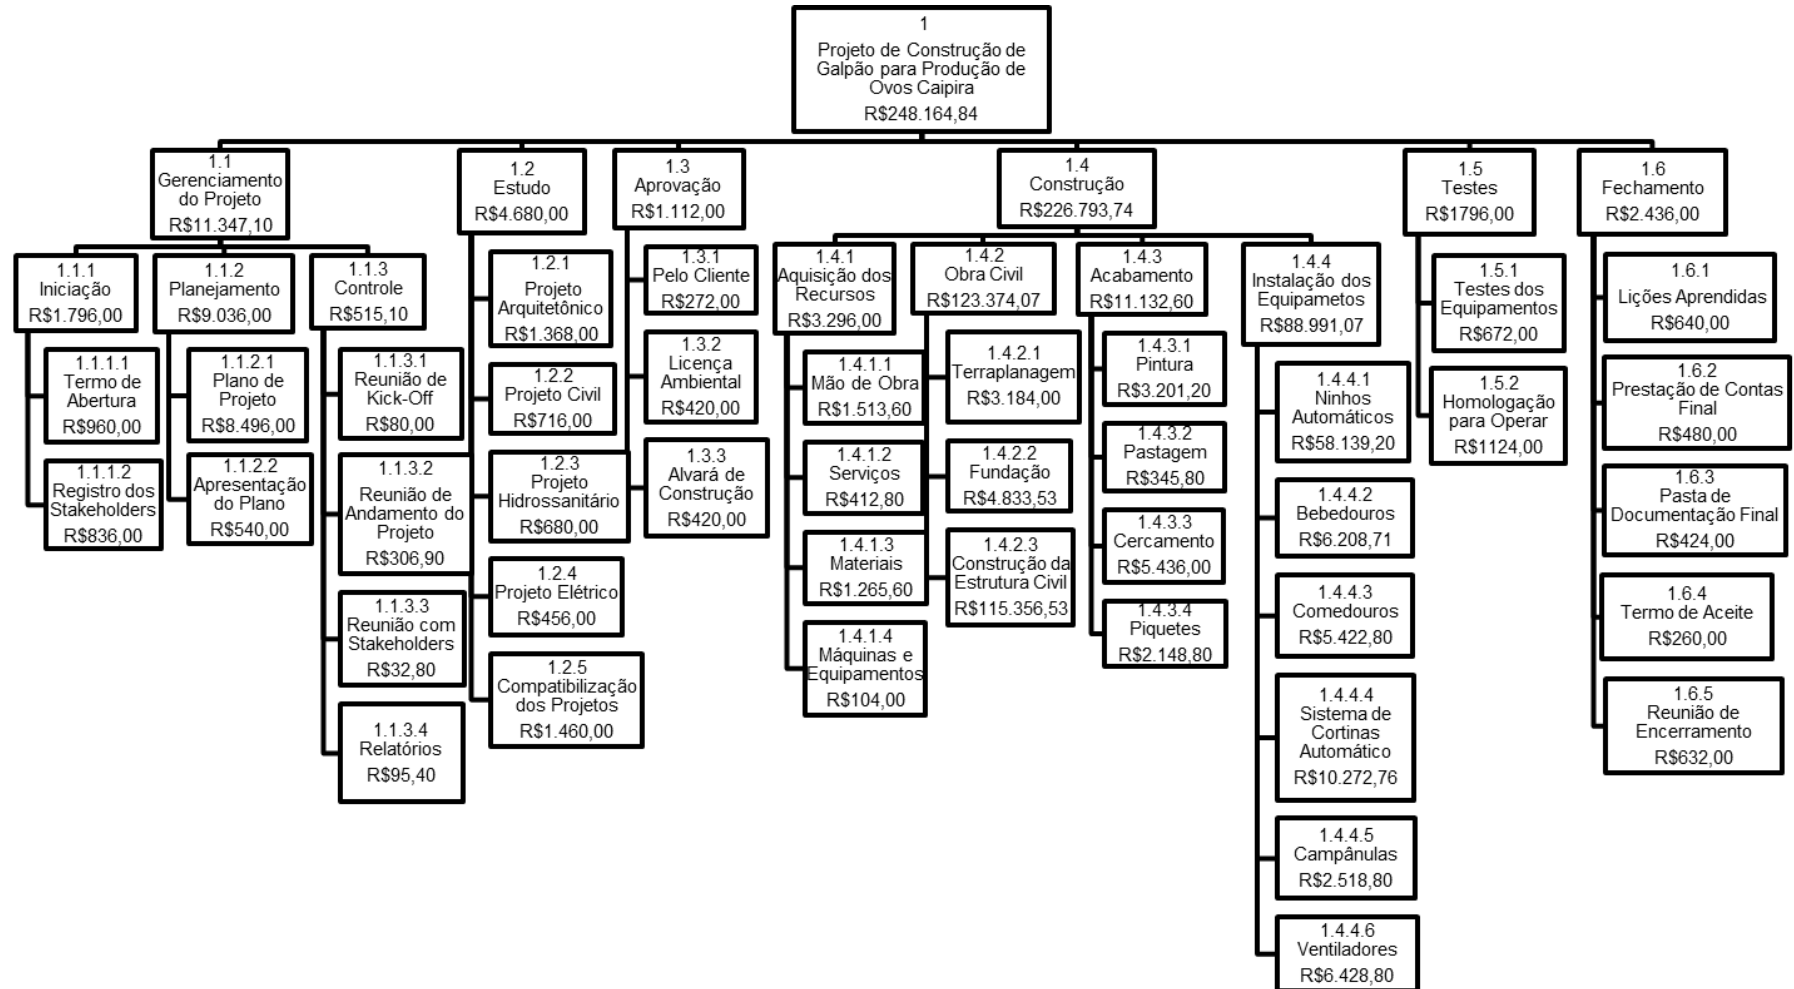 1
Projeto de Construção de
Galpão para Produção de
Ovos Caipira
R$248.164,84
1.1
Gerenciamento
do Projeto
R$11.347,10
1.1.1
Iniciação
R$1.796,00
1.1.1.1
Termo de
Abertura
R$960,00
1.1.1.2
Registro dos
Stakeholders
R$836,00
1.1.2
Planejamento
R$9.036,00
1.1.2.1
Plano de
Projeto
R$8.496,00
1.1.2.2
Apresentação
do Plano
R$540,00
1.1.3
Controle
R$515,10
1.1.3.1
Reunião de
Kick-Off
R$80,00
1.1.3.2
Reunião de
Andamento do
Projeto
R$306,90
1.1.3.3
Reunião com
Stakeholders
R$32,80
1.1.3.4
Relatórios
R$95,40
1.2
Estudo
R$4.680,00
1.2.1
Projeto
Arquitetônico
R$1.368,00
1.2.2
Projeto Civil
R$716,00
1.2.3
Projeto
Hidrossanitário
R$680,00
1.2.4
Projeto Elétrico
R$456,00
1.2.5
Compatibilização
dos Projetos
R$1.460,00
1.3
Aprovação
R$1.112,00
1.3.1
Pelo Cliente
R$272,00
1.3.2
Licença
Ambiental
R$420,00
1.3.3
Alvará de
Construção
R$420,00
1.4
Construção
R$226.793,74
1.4.1
Aquisição dos
Recursos
R$3.296,00
1.4.1.1
Mão de Obra
R$1.513,60
1.4.1.2
Serviços
R$412,80
1.4.1.3
Materiais
R$1.265,60
1.4.1.4
Máquinas e
Equipamentos
R$104,00
1.4.2
Obra Civil
R$123.374,07
1.4.2.1
Terraplanagem
R$3.184,00
1.4.2.2
Fundação
R$4.833,53
1.4.2.3
Construção da
Estrutura Civil
R$115.356,53
1.4.3
Acabamento
R$11.132,60
1.4.3.1
Pintura
R$3.201,20
1.4.3.2
Pastagem
R$345,80
1.4.3.3
Cercamento
R$5.436,00
1.4.3.4
Piquetes
R$2.148,80
1.4.4
Instalação dos
Equipametos
R$88.991,07
1.4.4.1
Ninhos
Automáticos
R$58.139,20
1.4.4.2
Bebedouros
R$6.208,71
1.4.4.3
Comedouros
R$5.422,80
1.4.4.4
Sistema de
Cortinas
Automático
R$10.272,76
1.4.4.5
Campânulas
R$2.518,80
1.4.4.6
Ventiladores
R$6.428,80
1.5
Testes
R$1796,00
1.5.1
Testes dos
Equipamentos
R$672,00
1.5.2
Homologação
para Operar
R$1124,00
1.6
Fechamento
R$2.436,00
1.6.1
Lições Aprendidas
R$640,00
1.6.2
Prestação de Contas
Final
R$480,00
1.6.3
Pasta de
Documentação Final
R$424,00
1.6.4
Termo de Aceite
R$260,00
1.6.5
Reunião de
Encerramento
R$632,00